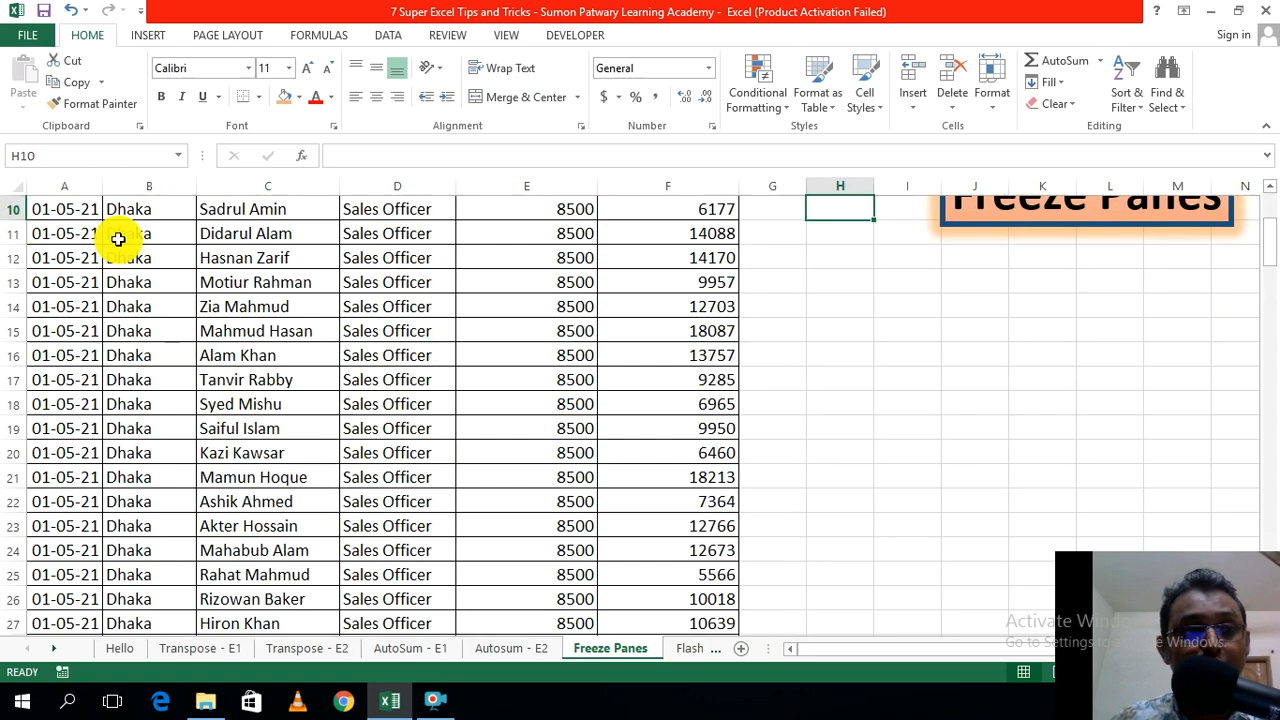 7 Super Excel Tips and Tricks - Sumon Patwary Learning Academy - Excel (Product Activation Failed)
FILE HOME INSERT PAGE LAYOUT FORMULAS DATA REVIEW VIEW DEVELOPER Sign in
Cut
Copy
Format Painter
Paste
Clipboard
Calibri 11
B I U
Font
Wrap Text
Merge & Center
Alignment
General
$ % ,
Number
Conditional Formatting
Format as Table
Cell Styles
Styles
Insert
Delete
Format
Cells
AutoSum
Fill
Clear
Sort & Filter
Find & Select
Editing
H10 fx
A B C D E F G H I J K L M N
10 01-05-21 Dhaka Sadrul Amin Sales Officer 8500 6177
11 01-05-21 Dhaka Didarul Alam Sales Officer 8500 14088
12 01-05-21 Dhaka Hasnan Zarif Sales Officer 8500 14170
13 01-05-21 Dhaka Motiur Rahman Sales Officer 8500 9957
14 01-05-21 Dhaka Zia Mahmud Sales Officer 8500 12703
15 01-05-21 Dhaka Mahmud Hasan Sales Officer 8500 18087
16 01-05-21 Dhaka Alam Khan Sales Officer 8500 13757
17 01-05-21 Dhaka Tanvir Rabby Sales Officer 8500 9285
18 01-05-21 Dhaka Syed Mishu Sales Officer 8500 6965
19 01-05-21 Dhaka Saiful Islam Sales Officer 8500 9950
20 01-05-21 Dhaka Kazi Kawsar Sales Officer 8500 6460
21 01-05-21 Dhaka Mamun Hoque Sales Officer 8500 18213
22 01-05-21 Dhaka Ashik Ahmed Sales Officer 8500 7364
23 01-05-21 Dhaka Akter Hossain Sales Officer 8500 12766
24 01-05-21 Dhaka Mahabub Alam Sales Officer 8500 12673
25 01-05-21 Dhaka Rahat Mahmud Sales Officer 8500 5566
26 01-05-21 Dhaka Rizowan Baker Sales Officer 8500 10018
27 01-05-21 Dhaka Hiron Khan Sales Officer 8500 10639
Freeze Panes
Activate Windo
Go to Settings to activate Windows.
Hello Transpose - E1 Transpose - E2 AutoSum - E1 Autosum - E2 Freeze Panes Flash ...
READY